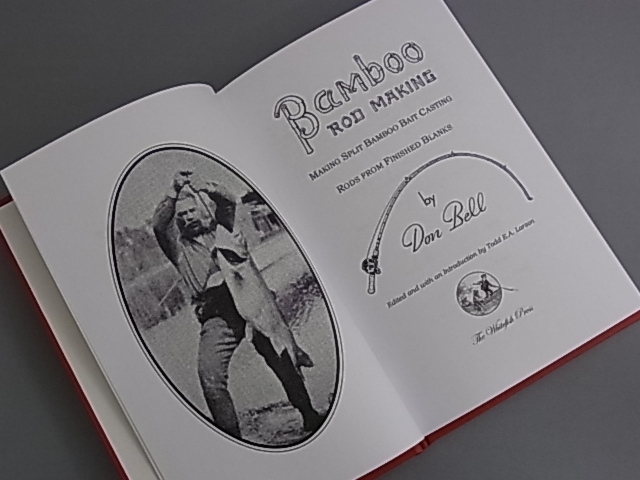 Bamboo
ROD MAKING
MAKING SPLIT BAMBOO BAIT CASTING
RODS FROM FINISHED BLANKS
by
Don Bell
Edited and with an Introduction by Todd E.A. Larson
The Whitefish Press